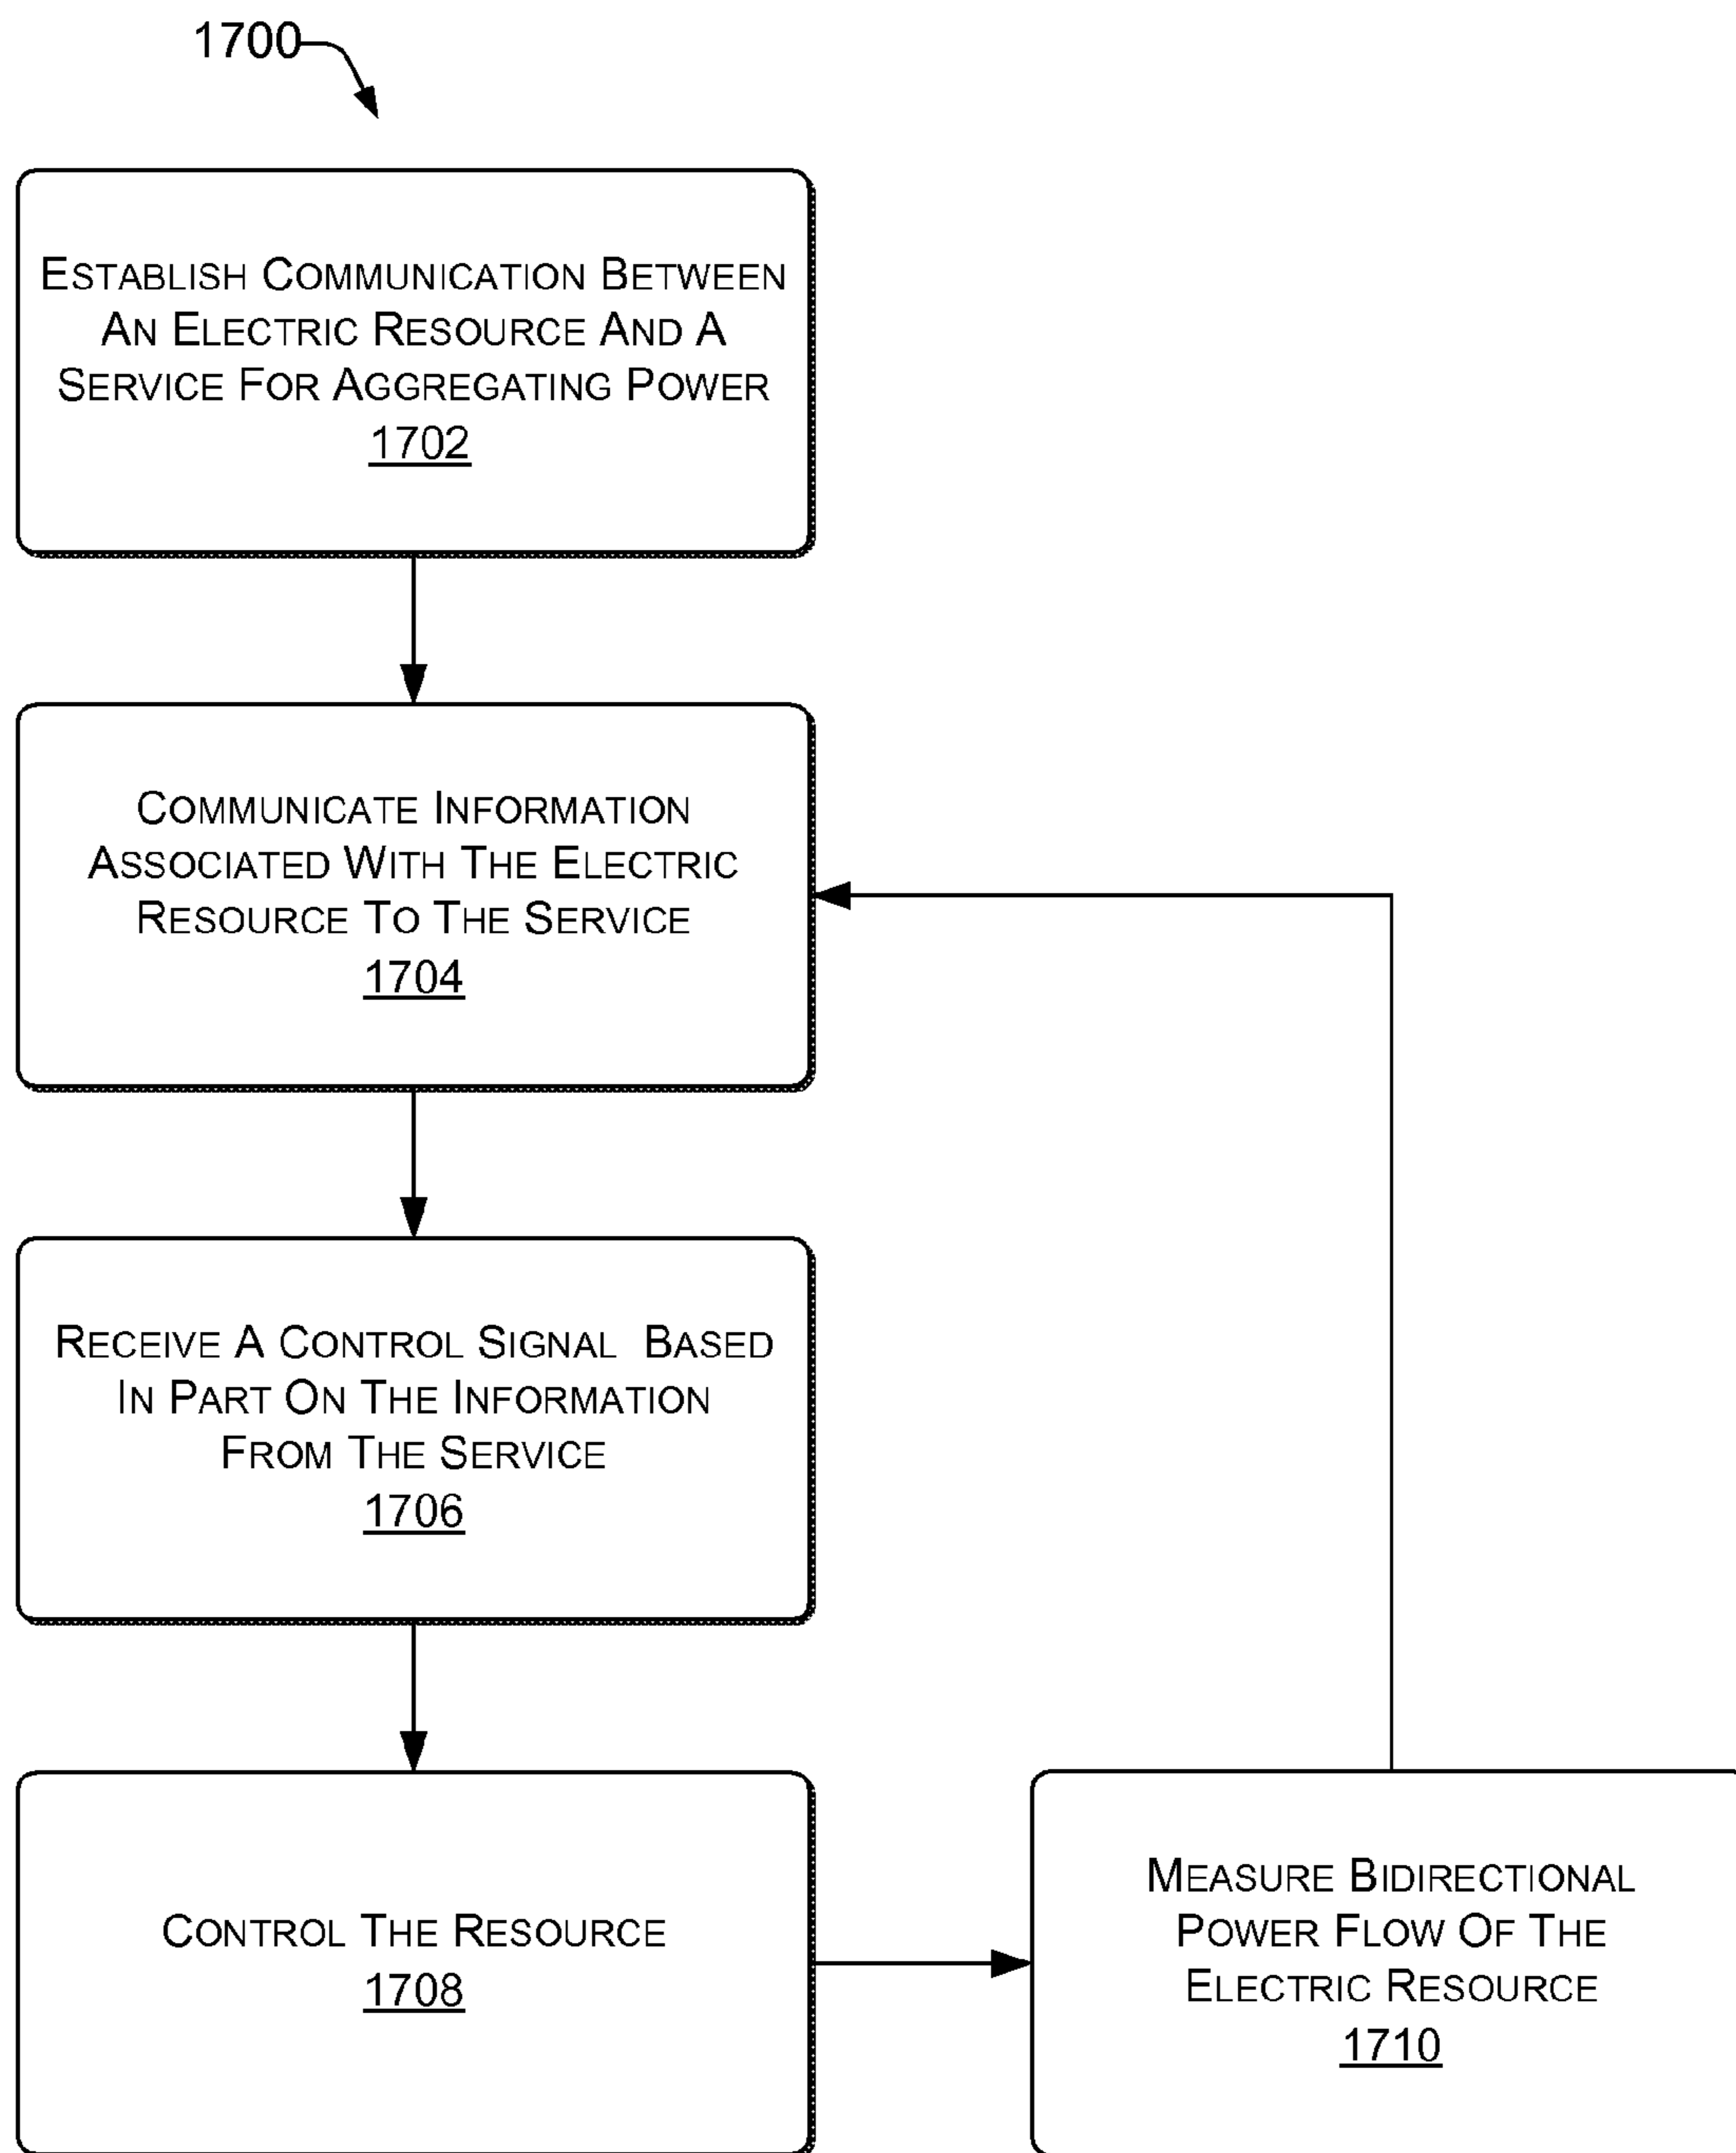 1700
ESTABLISH COMMUNICATION BETWEEN
AN ELECTRIC RESOURCE AND A
SERVICE FOR AGGREGATING POWER
1702
COMMUNICATE INFORMATION
ASSOCIATED WITH THE ELECTRIC
RESOURCE TO THE SERVICE
1704
RECEIVE A CONTROL SIGNAL BASED
IN PART ON THE INFORMATION
FROM THE SERVICE
1706
CONTROL THE RESOURCE
1708
MEASURE BIDIRECTIONAL
POWER FLOW OF THE
ELECTRIC RESOURCE
1710